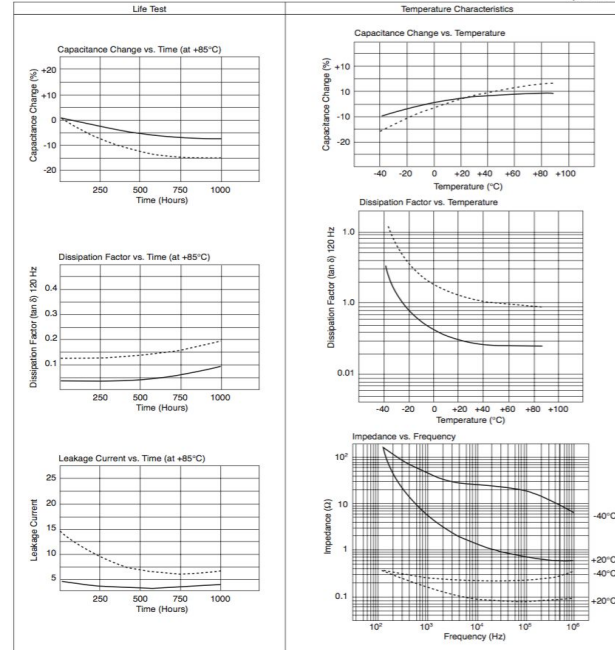 Life Test
Capacitance Change vs. Time (at +85°C)
Capacitance Change (%)
+20
+10
0
-10
-20
250 500 750 1000
Time (Hours)
Dissipation Factor vs. Time (at +85°C)
Dissipation Factor (tan δ) 120 Hz
0.4
0.3
0.2
0.1
250 500 750 1000
Time (Hours)
Leakage Current vs. Time (at +85°C)
Leakage Current
25
20
15
10
5
250 500 750 1000
Time (Hours)
Temperature Characteristics
Capacitance Change vs. Temperature
Capacitance Change (%)
+10
10
-10
-20
-40 -20 0 +20 +40 +60 +80 +100
Temperature (°C)
Dissipation Factor vs. Temperature
Dissipation Factor (tan δ) 120 Hz
1.0
1.0
0.01
-40 -20 0 +20 +40 +60 +80 +100
Temperature (°C)
Impedance vs. Frequency
Impedance (Ω)
10²
10
1
0.1
-40°C
+20°C
-40°C
+20°C
10² 10³ 10⁴ 10⁵ 10⁶
Frequency (Hz)